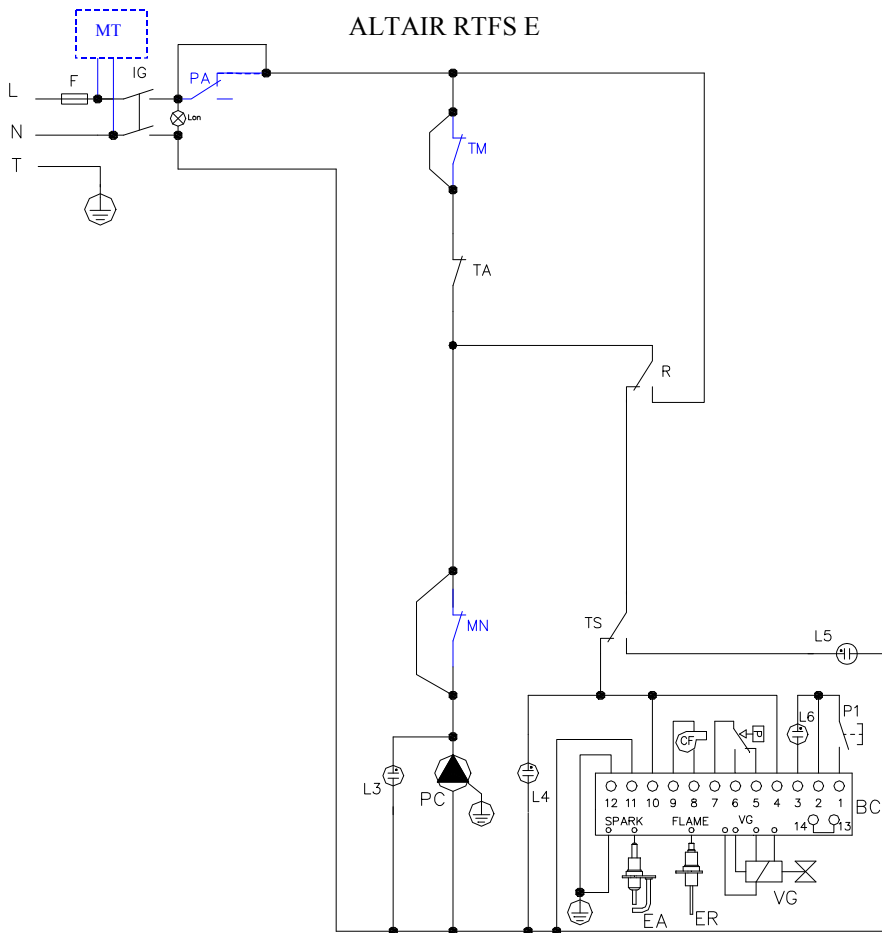 ALTAIR RTFS E
MT
L
F
IG
PA
Lon
N
T
TM
TA
R
MN
TS
L5
L6
P1
CF
P
L3
PC
L4
12 11 10 9 8 7 6 5 4 3 2 1
BC
SPARK FLAME VG 14 13
EA
ER
VG